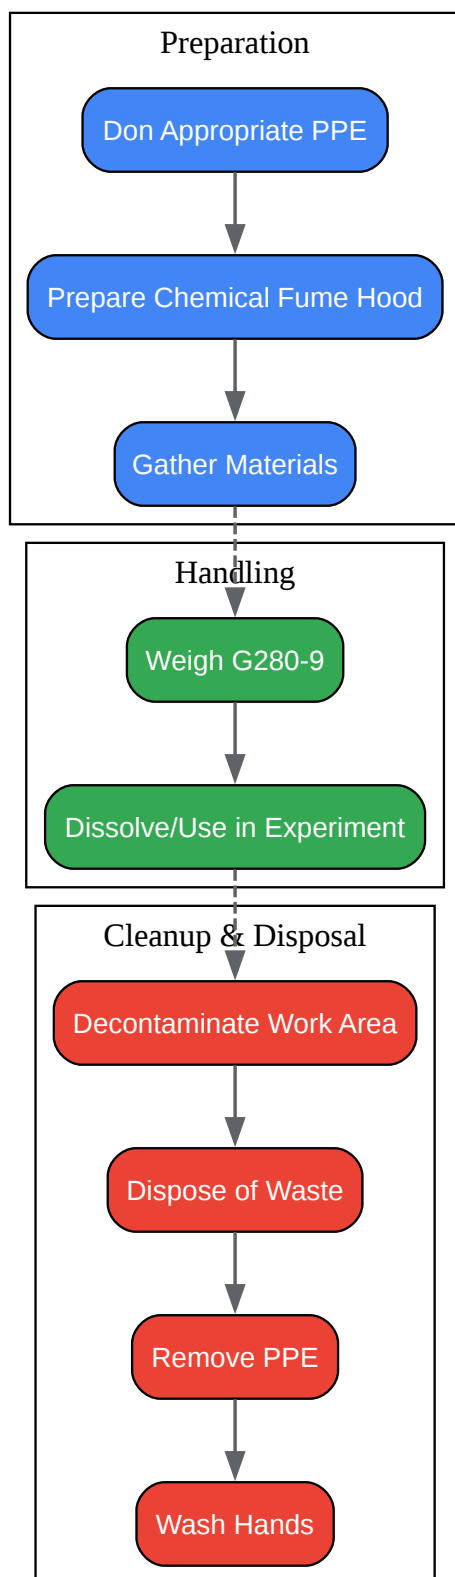 Preparation
Don Appropriate PPE
Prepare Chemical Fume Hood
Gather Materials
Handling
Weigh G280-9
Dissolve/Use in Experiment
Cleanup & Disposal
Decontaminate Work Area
Dispose of Waste
Remove PPE
Wash Hands